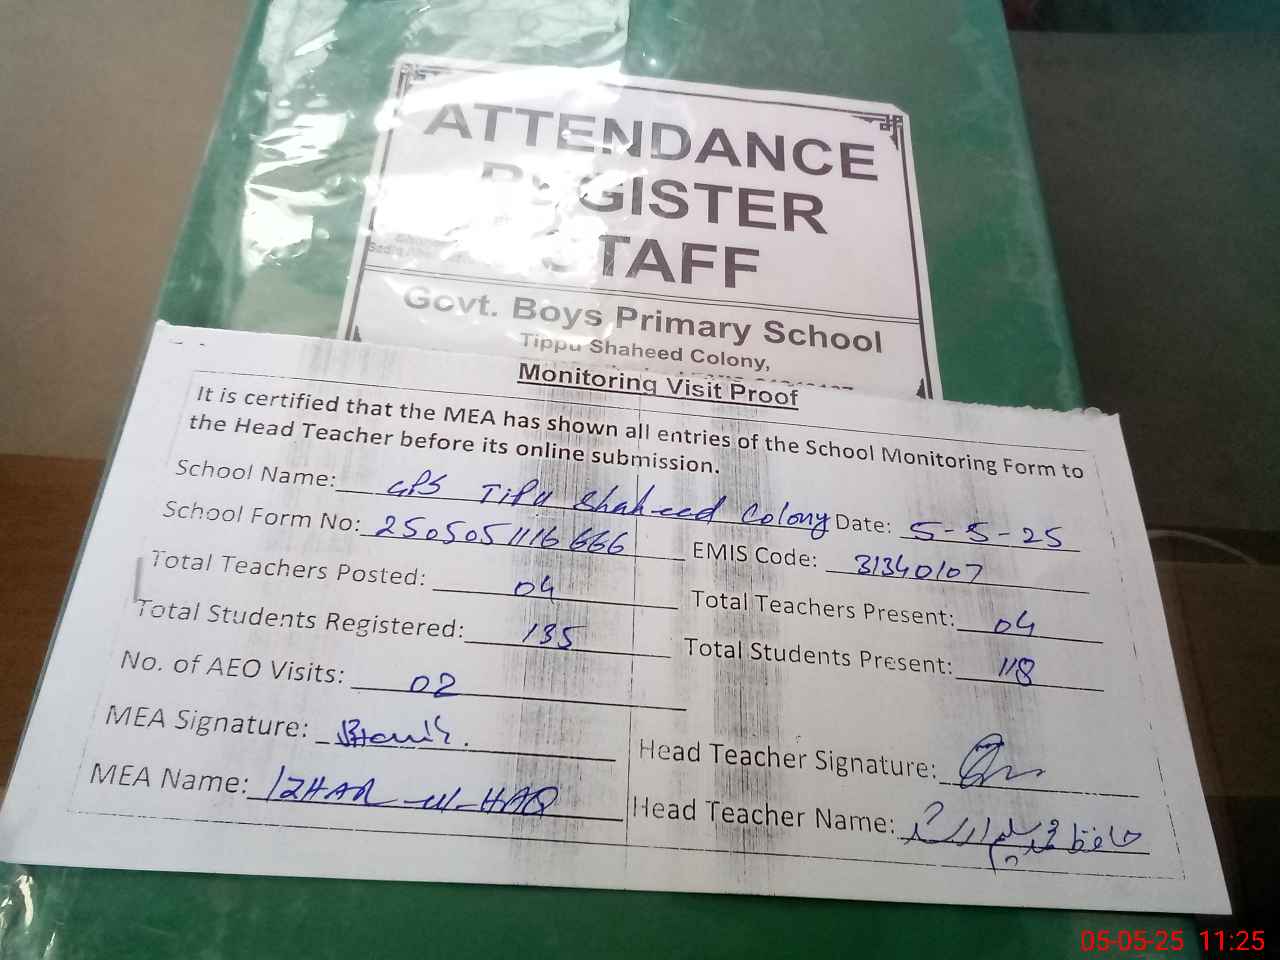 ATTENDANCE
REGISTER
STAFF
Govt. Boys Primary School
Tippu Shaheed Colony,
Monitoring Visit Proof
It is certified that the MEA has shown all entries of the School Monitoring Form to
the Head Teacher before its online submission.
School Name: GPS Tipu Shaheed Colony Date: 5-5-25
School Form No: 2505051116666 EMIS Code: 31340107
Total Teachers Posted: 04 Total Teachers Present: 04
Total Students Registered: 135 Total Students Present: 118
No. of AEO Visits: 02
MEA Signature: Head Teacher Signature:
MEA Name: IZHAR-ul-HAQ Head Teacher Name:
05-05-25 11:25